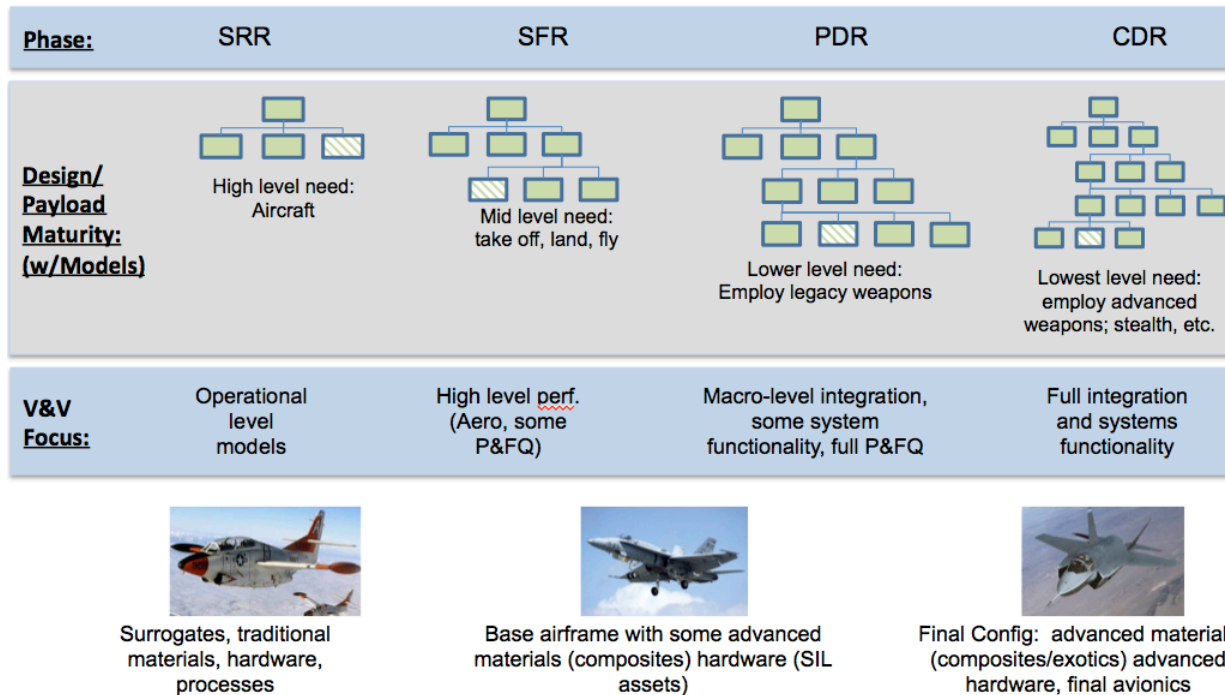 Phase:
SRR
SFR
PDR
CDR
Design/
Payload
Maturity:
(w/Models)
High level need:
Aircraft
Mid level need:
take off, land, fly
Lower level need:
Employ legacy weapons
Lowest level need:
employ advanced
weapons; stealth, etc.
V&V
Focus:
Operational
level
models
High level perf.
(Aero, some
P&FQ)
Macro-level integration,
some system
functionality, full P&FQ
Full integration
and systems
functionality
Surrogates, traditional
materials, hardware,
processes
Base airframe with some advanced
materials (composites) hardware (SIL
assets)
Final Config: advanced material
(composites/exotics) advanced
hardware, final avionics